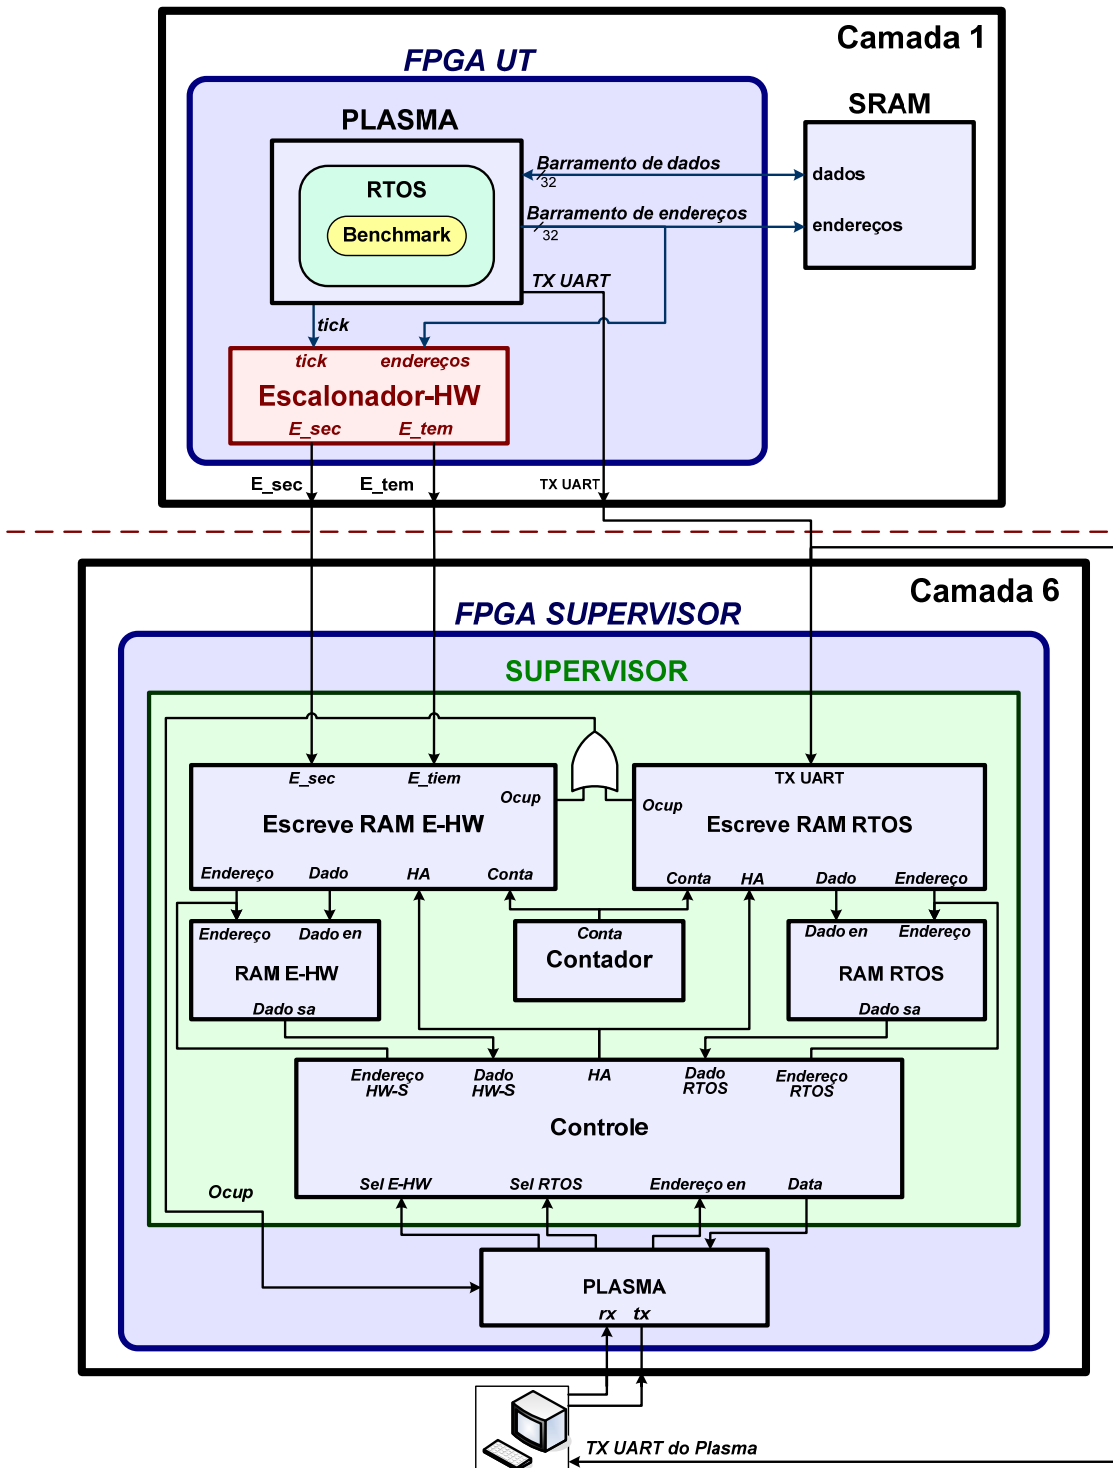 Camada 1
FPGA UT
SRAM
PLASMA
RTOS
Benchmark
Barramento de dados
32
dados
Barramento de endereços
32
endereços
TX UART
tick
tick endereços
Escalonador-HW
E_sec E_tem
E_sec E_tem TX UART
Camada 6
FPGA SUPERVISOR
SUPERVISOR
E_sec E_tiem
Ocup
Escreve RAM E-HW
Endereço Dado HA Conta
TX UART
Ocup
Escreve RAM RTOS
Conta HA Dado Endereço
Endereço Dado en
RAM E-HW
Dado sa
Conta
Contador
Dado en Endereço
RAM RTOS
Dado sa
Endereço HW-S
Dado HW-S
HA
Dado RTOS
Endereço RTOS
Controle
Sel E-HW Sel RTOS Endereço en Data
Ocup
PLASMA
rx tx
TX UART do Plasma